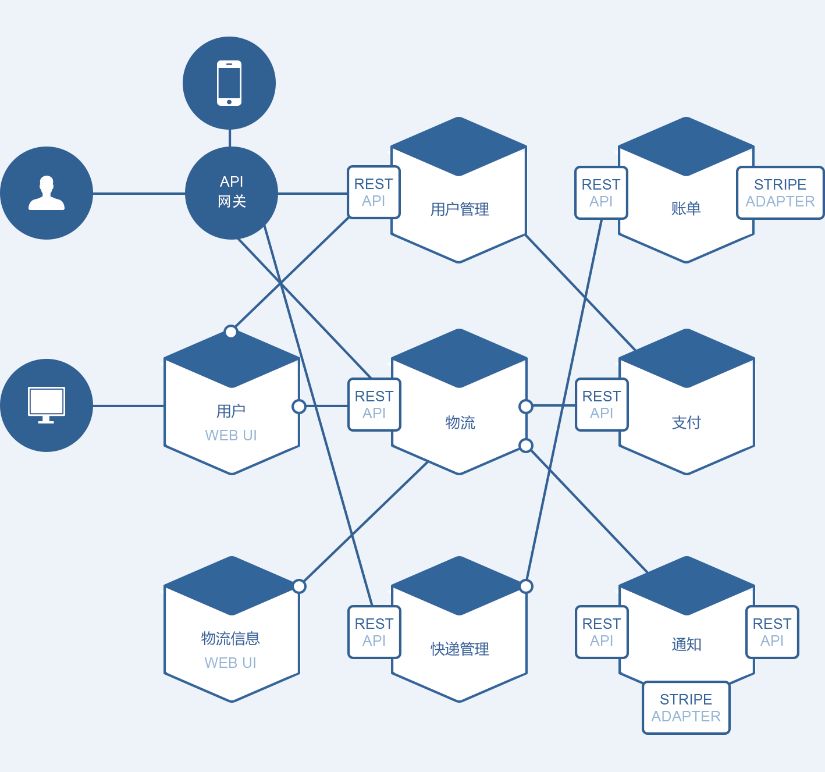 API
网关
REST
API
用户管理
REST
API
账单
STRIPE
ADAPTER
用户
WEB UI
REST
API
物流
REST
API
支付
物流信息
WEB UI
REST
API
快递管理
REST
API
通知
REST
API
STRIPE
ADAPTER